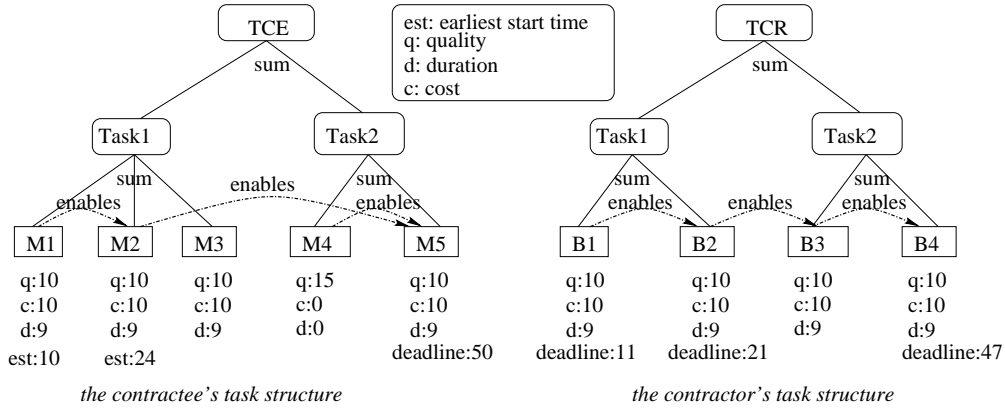 TCE
est: earliest start time
q: quality
d: duration
c: cost
TCR
sum
sum
Task1
Task2
Task1
Task2
sum
enables
enables
sum
enables
sum
enables
enables
sum
enables
M1
M2
M3
M4
M5
B1
B2
B3
B4
q:10
q:10
q:10
q:15
q:10
q:10
q:10
q:10
q:10
c:10
c:10
c:10
c:0
c:10
c:10
c:10
c:10
c:10
d:9
d:9
d:9
d:0
d:9
d:9
d:9
d:9
d:9
est:10
est:24
deadline:50
deadline:11
deadline:21
deadline:47
the contractee's task structure
the contractor's task structure